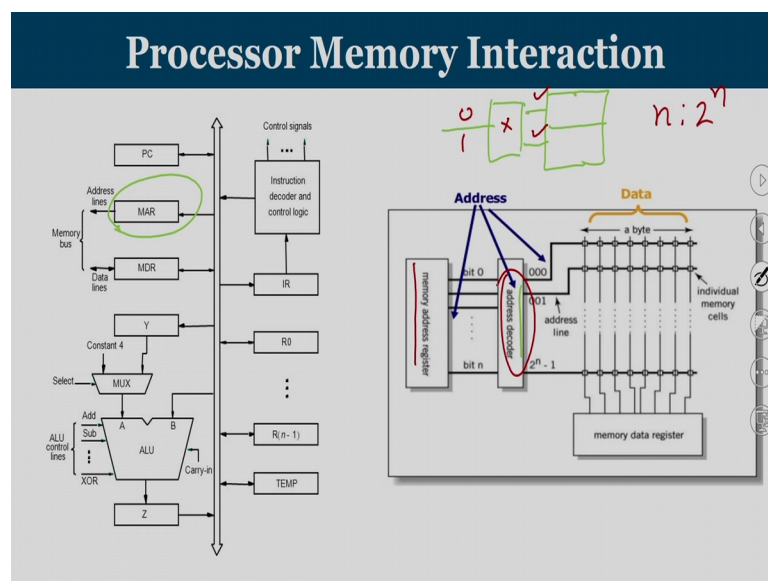 Processor Memory Interaction
0
1
x
n : 2^n
Control signals
...
PC
Address
lines
MAR
Instruction
decoder and
control logic
Memory
bus
MDR
Data
lines
IR
Y
Constant 4
R0
Select
MUX
Add
A
B
Sub
ALU
control
lines
ALU
R(n - 1)
Carry-in
XOR
TEMP
Z
Address
Data
a byte
memory address register
bit 0
address decoder
000
001
address
line
individual
memory
cells
bit n
2^n - 1
memory data register